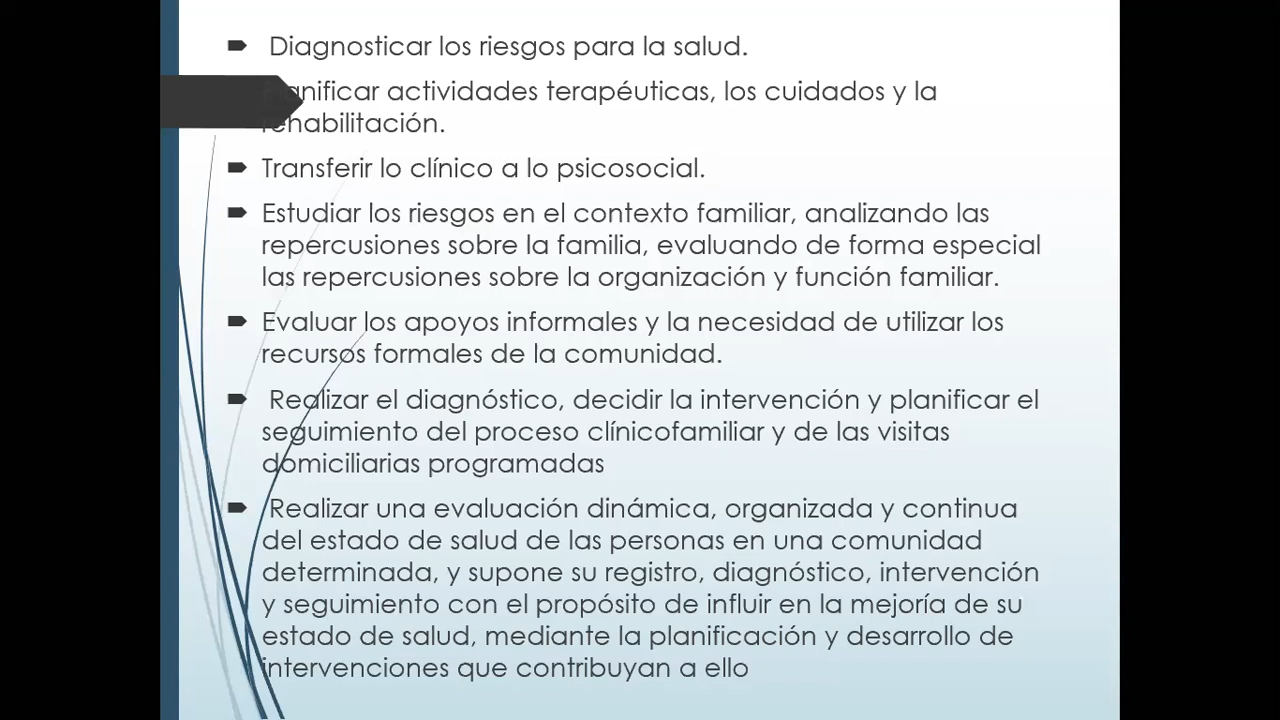 Diagnosticar los riesgos para la salud.
Planificar actividades terapéuticas, los cuidados y la
rehabilitación.
Transferir lo clínico a lo psicosocial.
Estudiar los riesgos en el contexto familiar, analizando las
repercusiones sobre la familia, evaluando de forma especial
las repercusiones sobre la organización y función familiar.
Evaluar los apoyos informales y la necesidad de utilizar los
recursos formales de la comunidad.
Realizar el diagnóstico, decidir la intervención y planificar el
seguimiento del proceso clínicofamiliar y de las visitas
domiciliarias programadas
Realizar una evaluación dinámica, organizada y continua
del estado de salud de las personas en una comunidad
determinada, y supone su registro, diagnóstico, intervención
y seguimiento con el propósito de influir en la mejoría de su
estado de salud, mediante la planificación y desarrollo de
intervenciones que contribuyan a ello